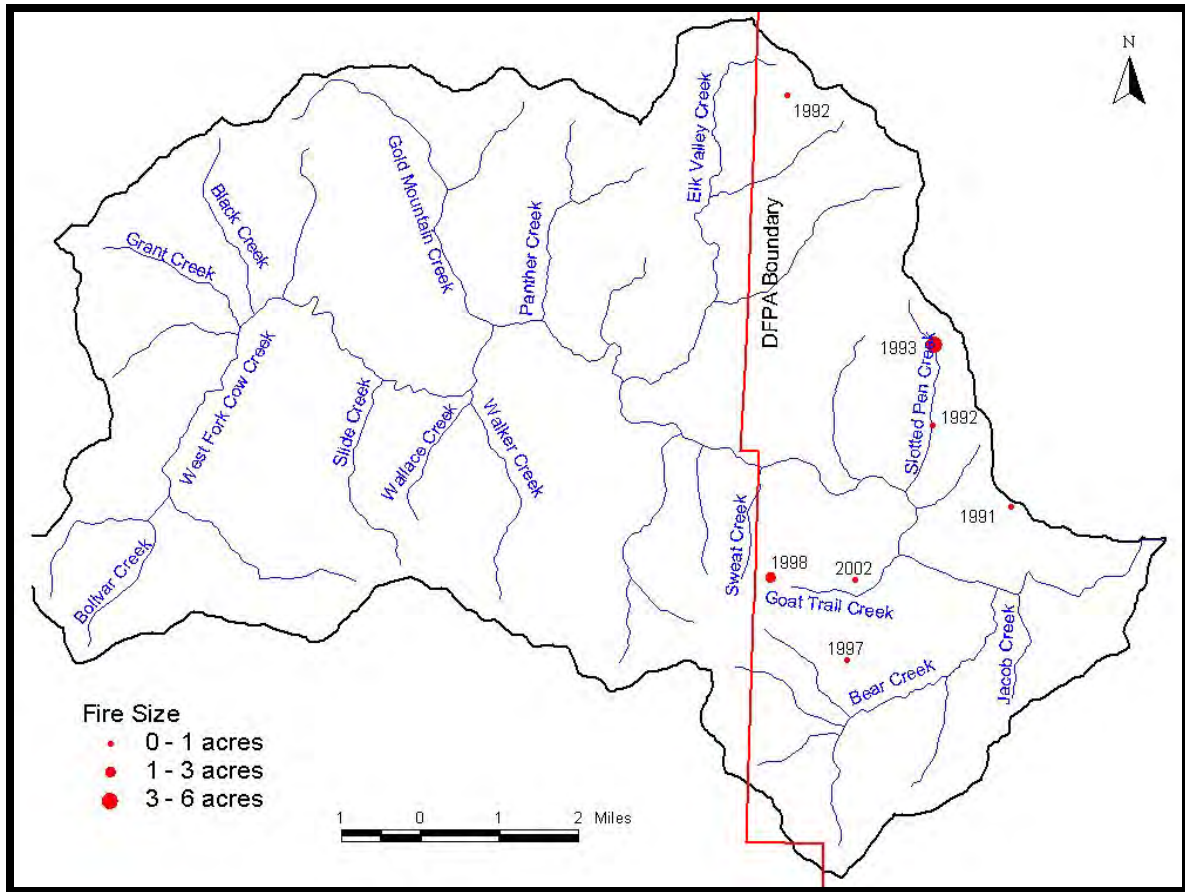 N
1992
Elk Valley Creek
Gold Mountain Creek
Black Creek
Panther Creek
Grant Creek
DFPA Boundary
1993
Slotted Pen Creek
West Fork Cow Creek
Slide Creek
Wallace Creek
Walker Creek
1992
1991
Sweat Creek
Bolivar Creek
1998
2002
Goat Trail Creek
1997
Bear Creek
Jacob Creek
Fire Size
0 - 1 acres
1 - 3 acres
3 - 6 acres
1 0 1 2 Miles